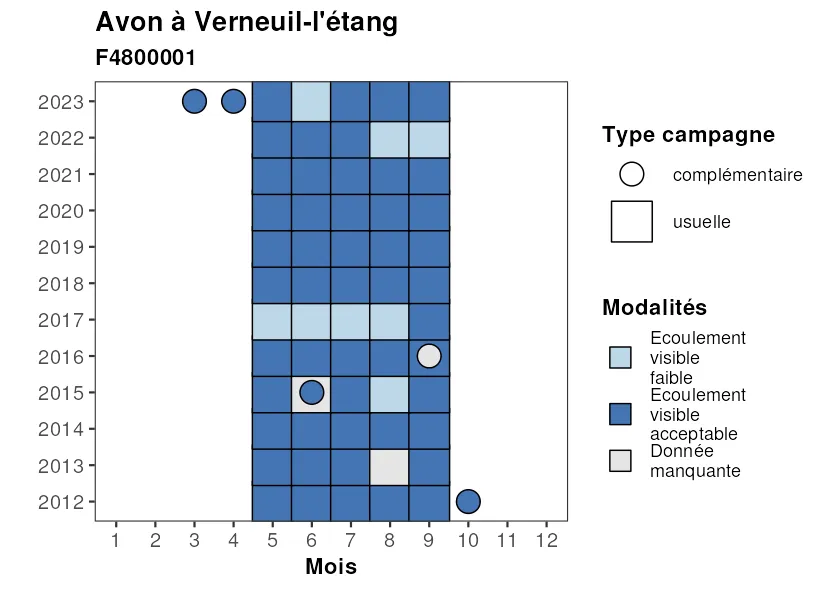 Avon à Verneuil-l'étang
F4800001
2023
2022
2021
2020
2019
2018
2017
2016
2015
2014
2013
2012
1 2 3 4 5 6 7 8 9 10 11 12
Mois
Type campagne
complémentaire
usuelle
Modalités
Ecoulement
visible
faible
Ecoulement
visible
acceptable
Donnée
manquante